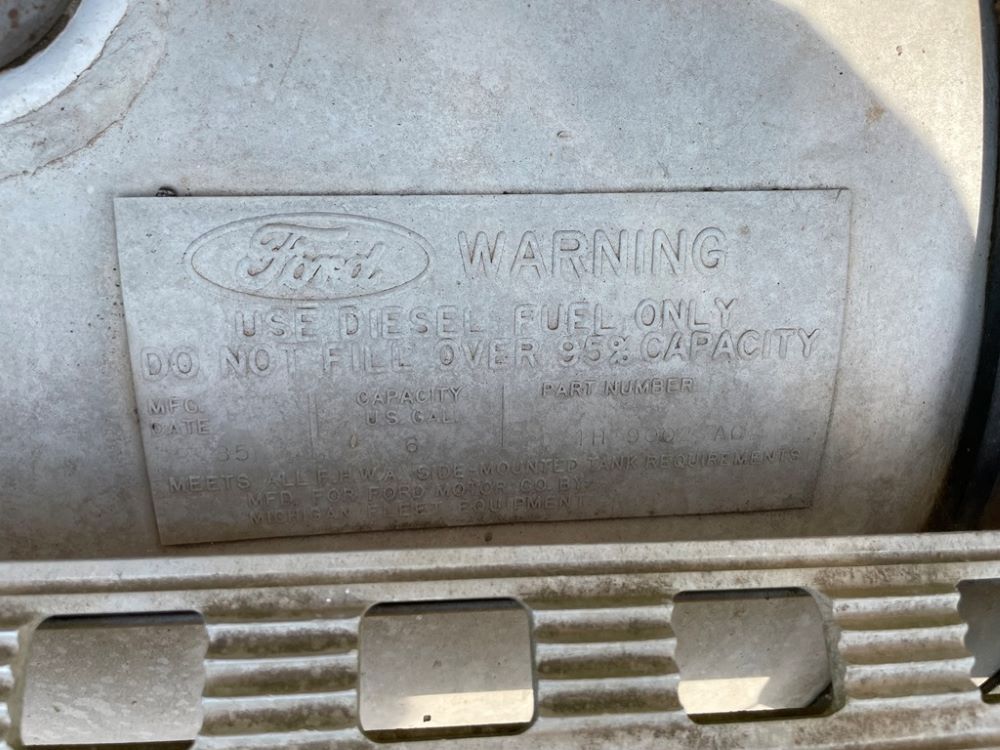 Ford WARNING
USE DIESEL FUEL ONLY
DO NOT FILL OVER 95% CAPACITY
MFG. DATE
CAPACITY U.S. GAL.
PART NUMBER
MEETS ALL F.H.W.A. SIDE-MOUNTED TANK REQUIREMENTS
MFD. FOR FORD MOTOR CO. BY-
MICHIGAN FLEET EQUIPMENT